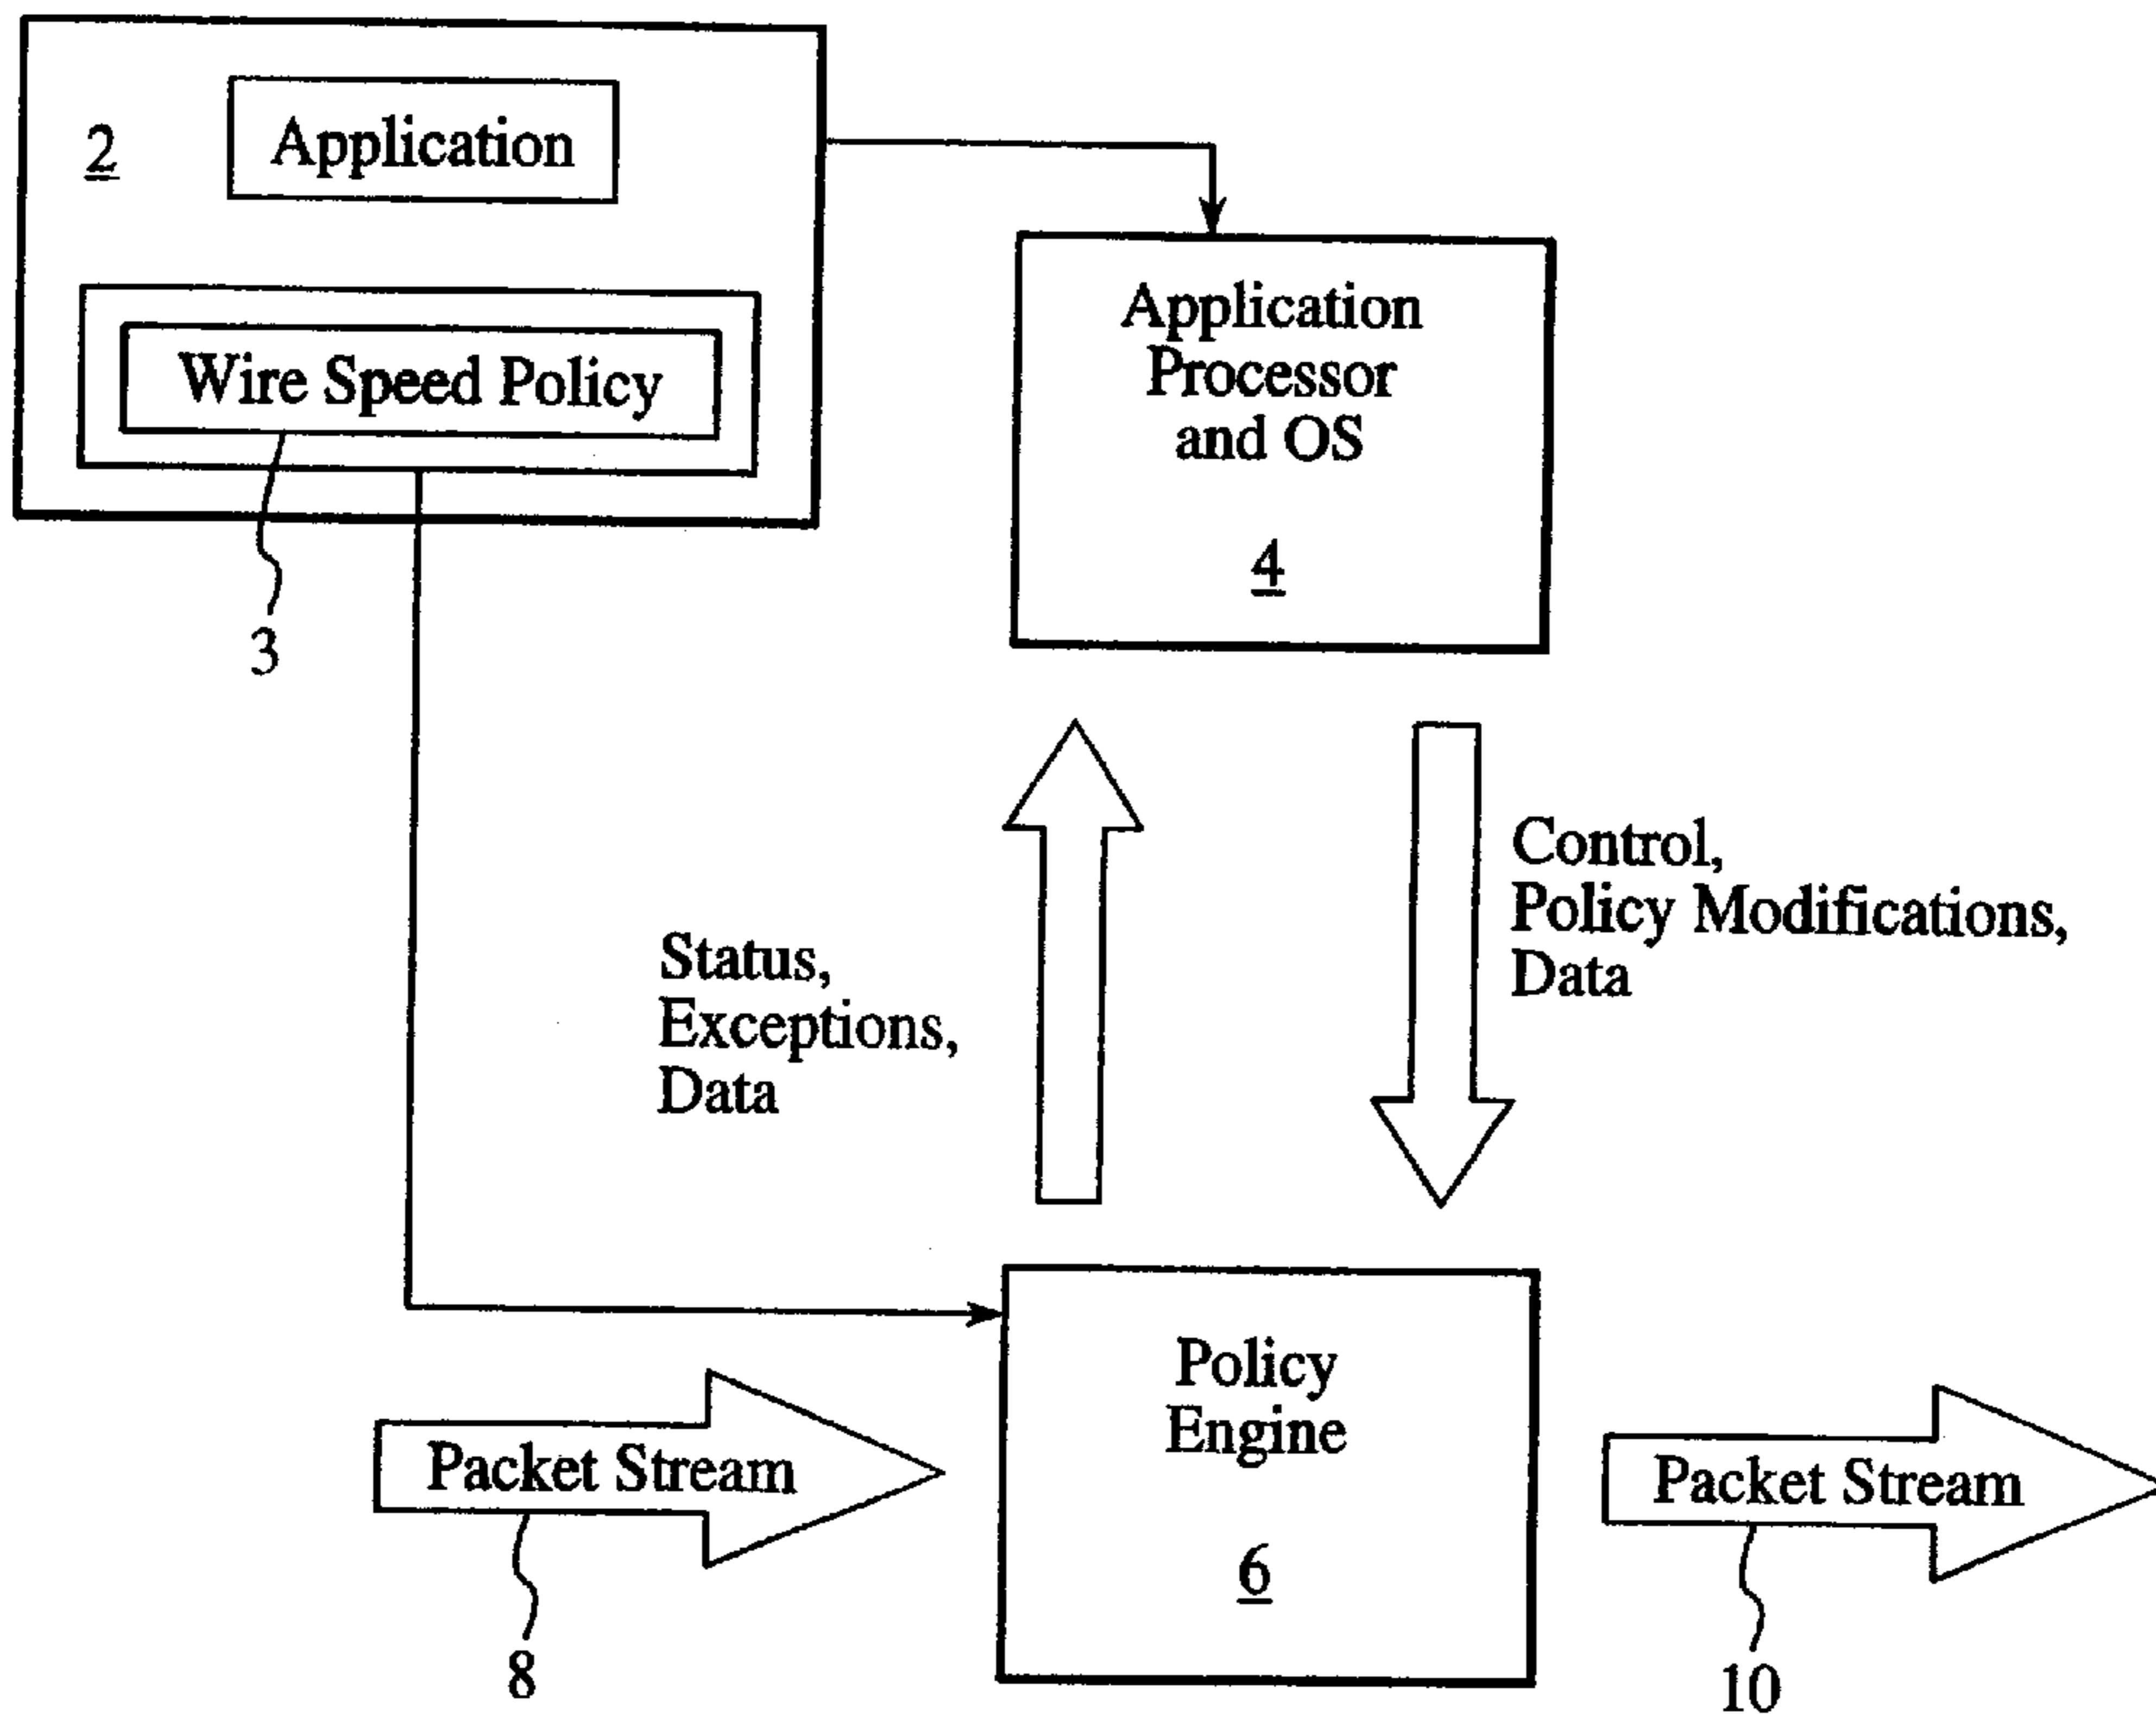 2
Application
Wire Speed Policy
3
Application
Processor
and OS
4
Status,
Exceptions,
Data
Control,
Policy Modifications,
Data
Policy
Engine
6
Packet Stream
8
Packet Stream
10